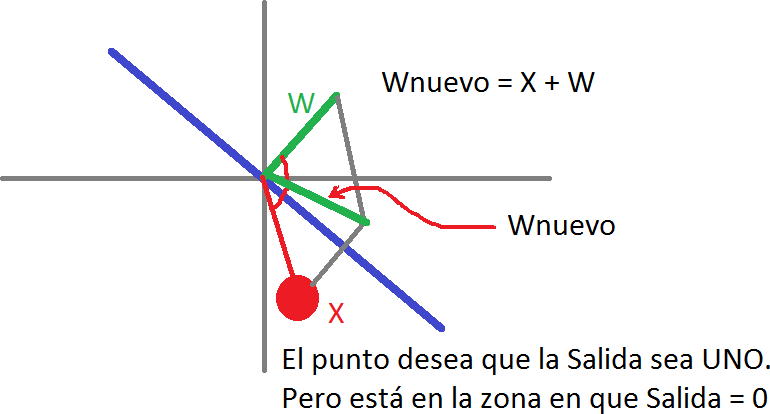 W
Wnuevo = X + W
Wnuevo
X
El punto desea que la Salida sea UNO.
Pero está en la zona en que Salida = 0